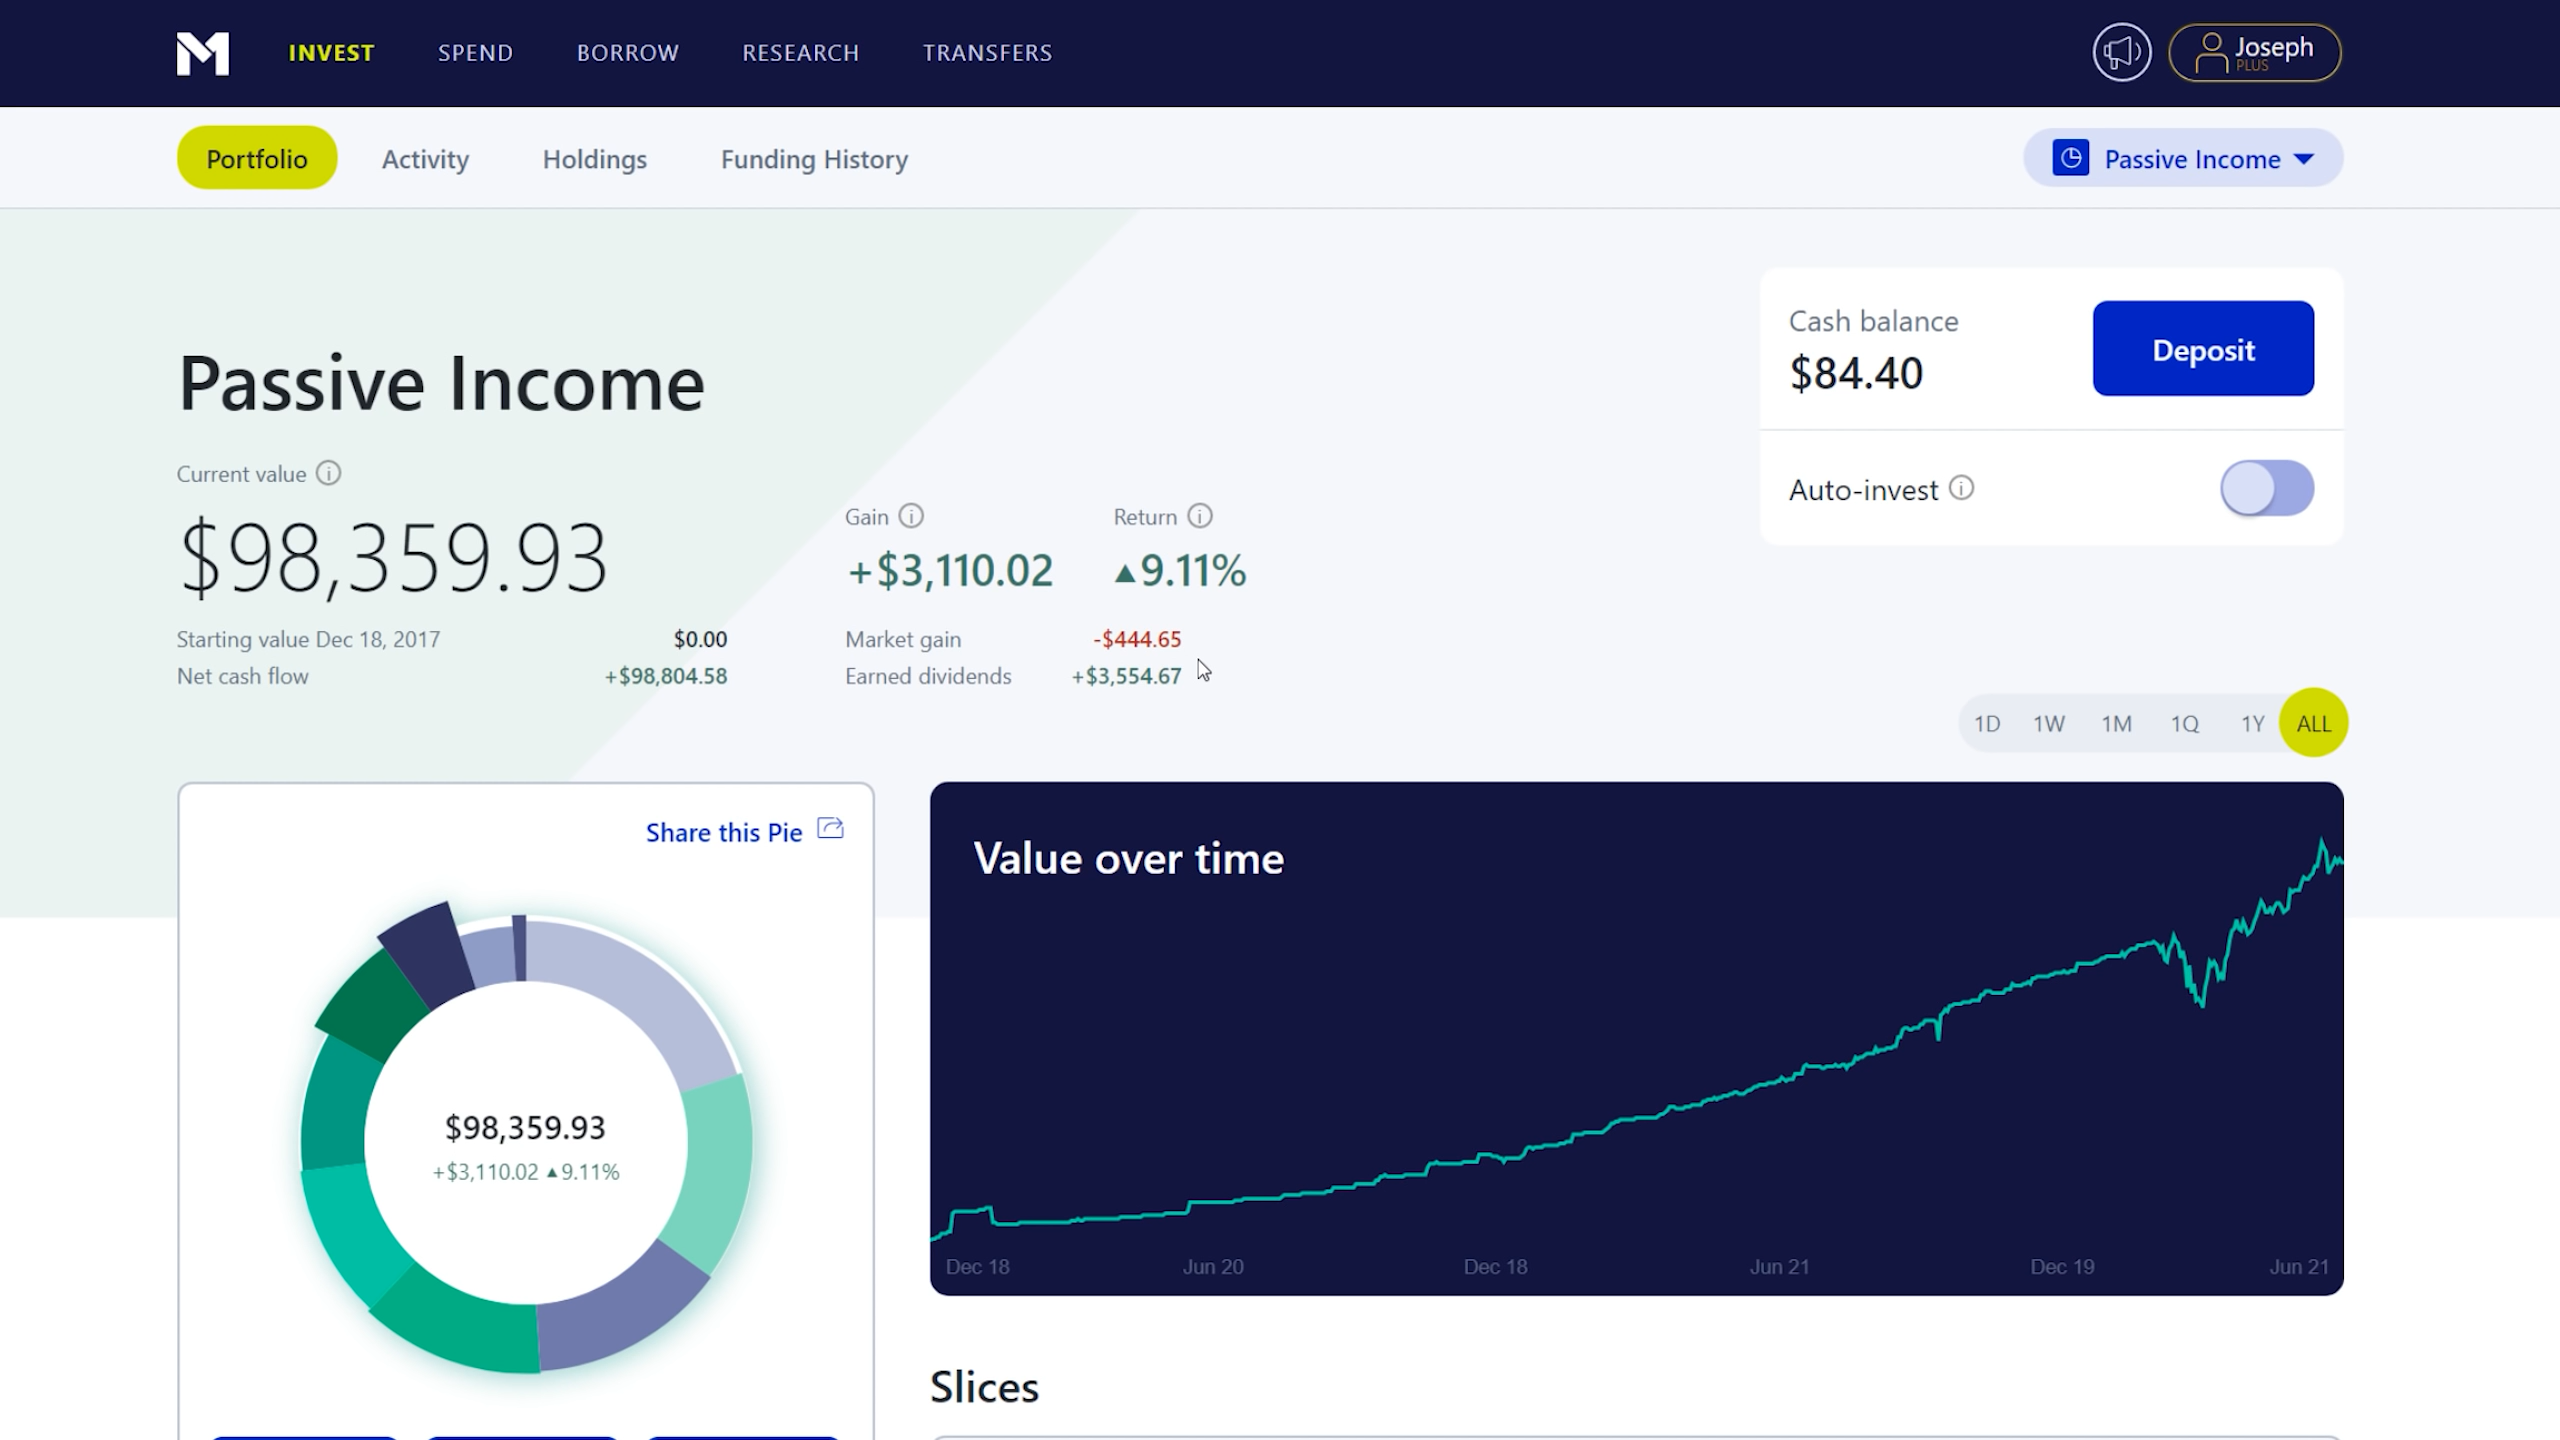 M
INVEST SPEND BORROW RESEARCH TRANSFERS
Joseph
PLUS
Portfolio Activity Holdings Funding History
Passive Income
Passive Income
Cash balance
$84.40
Deposit
Auto-invest
Current value
$98,359.93
Gain
+$3,110.02
Return
▲9.11%
Starting value Dec 18, 2017 $0.00
Net cash flow +$98,804.58
Market gain -$444.65
Earned dividends +$3,554.67
1D 1W 1M 1Q 1Y ALL
Share this Pie
$98,359.93
+$3,110.02 ▲9.11%
Value over time
Dec 18 Jun 20 Dec 18 Jun 21 Dec 19 Jun 21
Slices